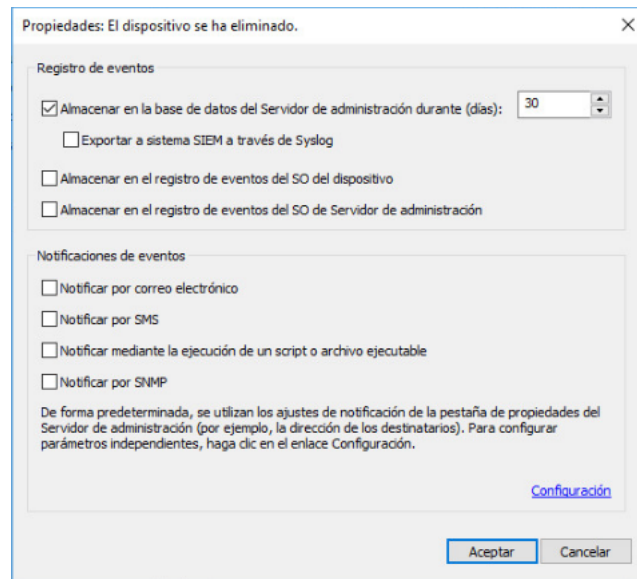 Propiedades: El dispositivo se ha eliminado.
Registro de eventos
Almacenar en la base de datos del Servidor de administración durante (días): 30
Exportar a sistema SIEM a través de Syslog
Almacenar en el registro de eventos del SO del dispositivo
Almacenar en el registro de eventos del SO de Servidor de administración
Notificaciones de eventos
Notificar por correo electrónico
Notificar por SMS
Notificar mediante la ejecución de un script o archivo ejecutable
Notificar por SNMP
De forma predeterminada, se utilizan los ajustes de notificación de la pestaña de propiedades del
Servidor de administración (por ejemplo, la dirección de los destinatarios). Para configurar
parámetros independientes, haga clic en el enlace Configuración.
Configuración
Aceptar Cancelar